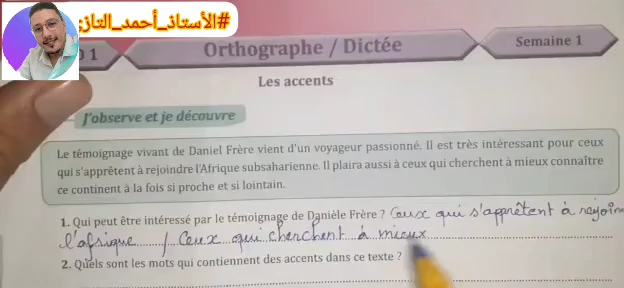 #الأستاذ_أحمد_التازي
1
Orthographe / Dictée
Semaine 1
Les accents
J'observe et je découvre
Le témoignage vivant de Daniel Frère vient d'un voyageur passionné. Il est très intéressant pour ceux
qui s'apprêtent à rejoindre l'Afrique subsaharienne. Il plaira aussi à ceux qui cherchent à mieux connaître
ce continent à la fois si proche et si lointain.
1. Qui peut être intéressé par le témoignage de Danièle Frère ? Ceux qui s'apprêtent à rejoin
l'afrique / Ceux qui cherchent à mieux
2. Quels sont les mots qui contiennent des accents dans ce texte ?